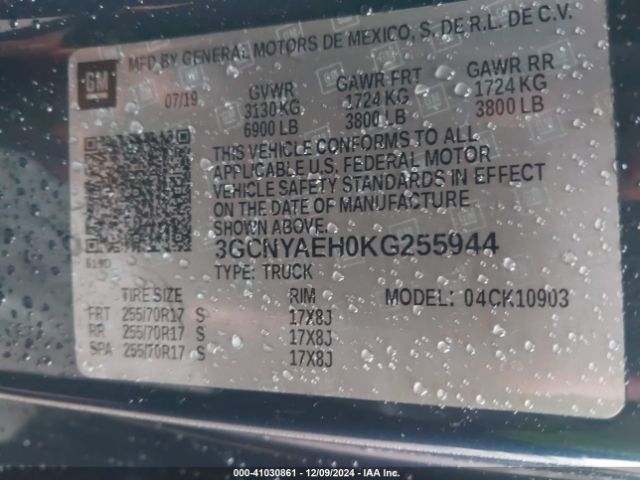 MFD BY GENERAL MOTORS DE MEXICO, S. DE R.L. DE C.V.
GM
07/19
GVWR GAWR FRT GAWR RR
3130 KG 1724 KG 1724 KG
6900 LB 3800 LB 3800 LB
THIS VEHICLE CONFORMS TO ALL
APPLICABLE U.S. FEDERAL MOTOR
VEHICLE SAFETY STANDARDS IN EFFECT
ON THE DATE OF MANUFACTURE
SHOWN ABOVE.
3GCNYAEH0KG255944
TYPE: TRUCK
MODEL: 04CK10903
TIRE SIZE RIM
FRT 255/70R17 S 17X8J
RR 255/70R17 S 17X8J
SPA 255/70R17 S 17X8J
000-41030861 - 12/09/2024 - IAA Inc.